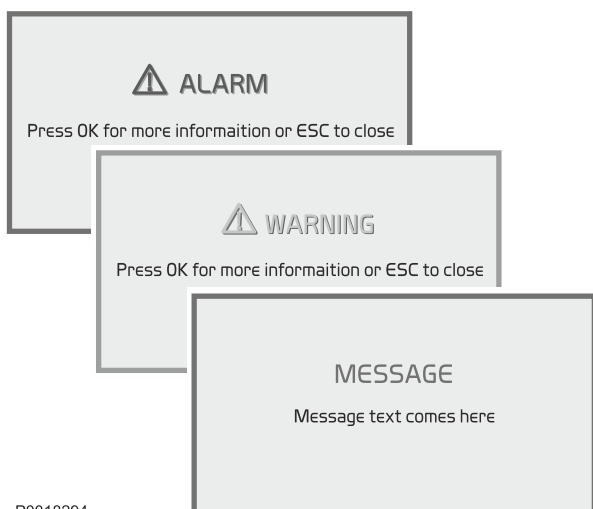 ALARM
Press OK for more informaition or ESC to close
WARNING
Press OK for more informaition or ESC to close
MESSAGE
Message text comes here